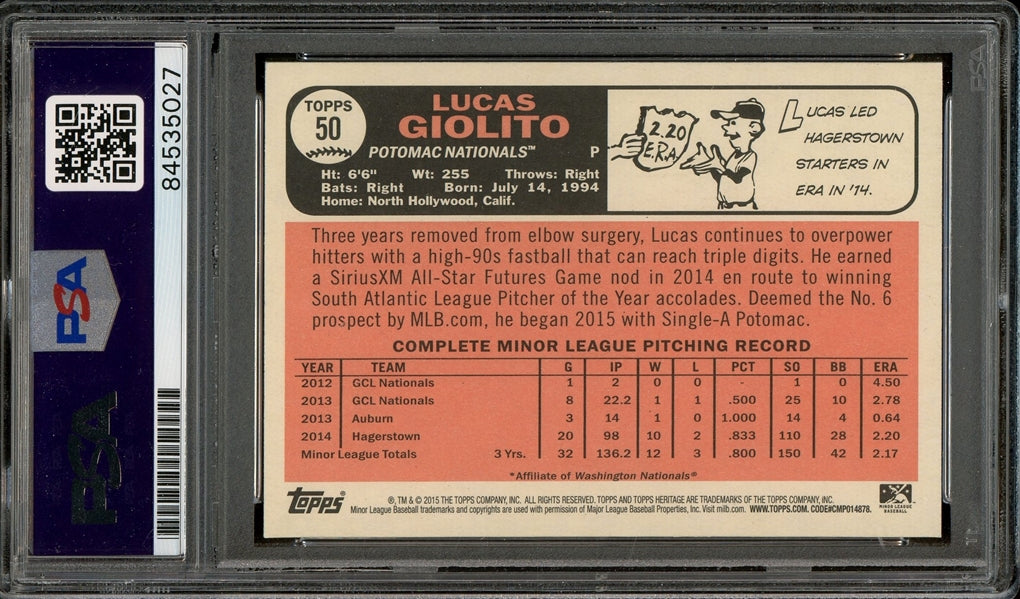 84535027
PSA
PSA
TOPPS
50
LUCAS
GIOLITO
POTOMAC NATIONALS™ P
Ht: 6'6" Wt: 255 Throws: Right
Bats: Right Born: July 14, 1994
Home: North Hollywood, Calif.
2.20
E.R.A.
LUCAS LED
HAGERSTOWN
STARTERS IN
ERA IN '14.
Three years removed from elbow surgery, Lucas continues to overpower
hitters with a high-90s fastball that can reach triple digits. He earned
a SiriusXM All-Star Futures Game nod in 2014 en route to winning
South Atlantic League Pitcher of the Year accolades. Deemed the No. 6
prospect by MLB.com, he began 2015 with Single-A Potomac.
COMPLETE MINOR LEAGUE PITCHING RECORD
YEAR TEAM G IP W L PCT SO BB ERA
2012 GCL Nationals 1 2 0 0 - 1 0 4.50
2013 GCL Nationals 8 22.2 1 1 .500 25 10 2.78
2013 Auburn 3 14 1 0 1.000 14 4 0.64
2014 Hagerstown 20 98 10 2 .833 110 28 2.20
Minor League Totals 3 Yrs. 32 136.2 12 3 .800 150 42 2.17
*Affiliate of Washington Nationals®
Topps®
®, TM & © 2015 THE TOPPS COMPANY, INC. ALL RIGHTS RESERVED. TOPPS AND TOPPS HERITAGE ARE TRADEMARKS OF THE TOPPS COMPANY, INC.
Minor League Baseball trademarks and copyrights are used with permission of Major League Baseball Properties, Inc. Visit milb.com. WWW.TOPPS.COM. CODE#CMP014878.
MINOR LEAGUE
BASEBALL
PSA